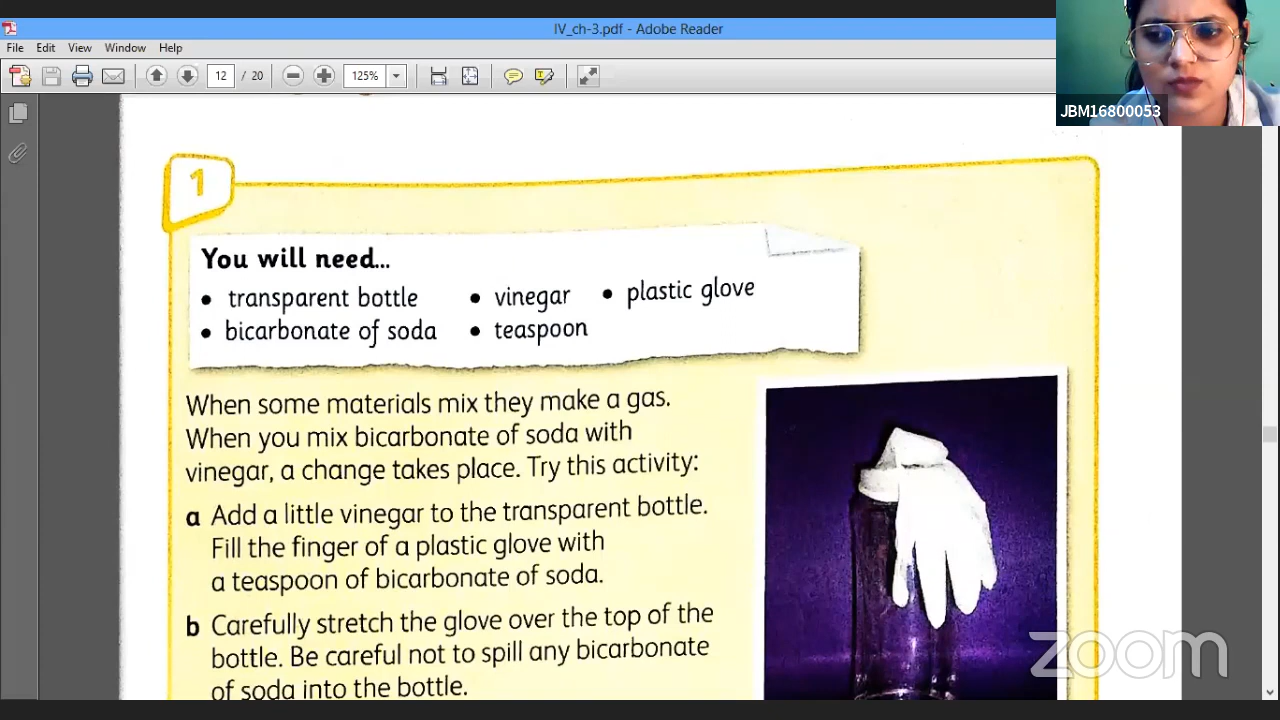 IV_ch-3.pdf - Adobe Reader
File Edit View Window Help
12 / 20 125%
JBM16800053
1
You will need...
• transparent bottle • vinegar • plastic glove
• bicarbonate of soda • teaspoon
When some materials mix they make a gas.
When you mix bicarbonate of soda with
vinegar, a change takes place. Try this activity:
a Add a little vinegar to the transparent bottle.
Fill the finger of a plastic glove with
a teaspoon of bicarbonate of soda.
b Carefully stretch the glove over the top of the
bottle. Be careful not to spill any bicarbonate
of soda into the bottle.
zoom